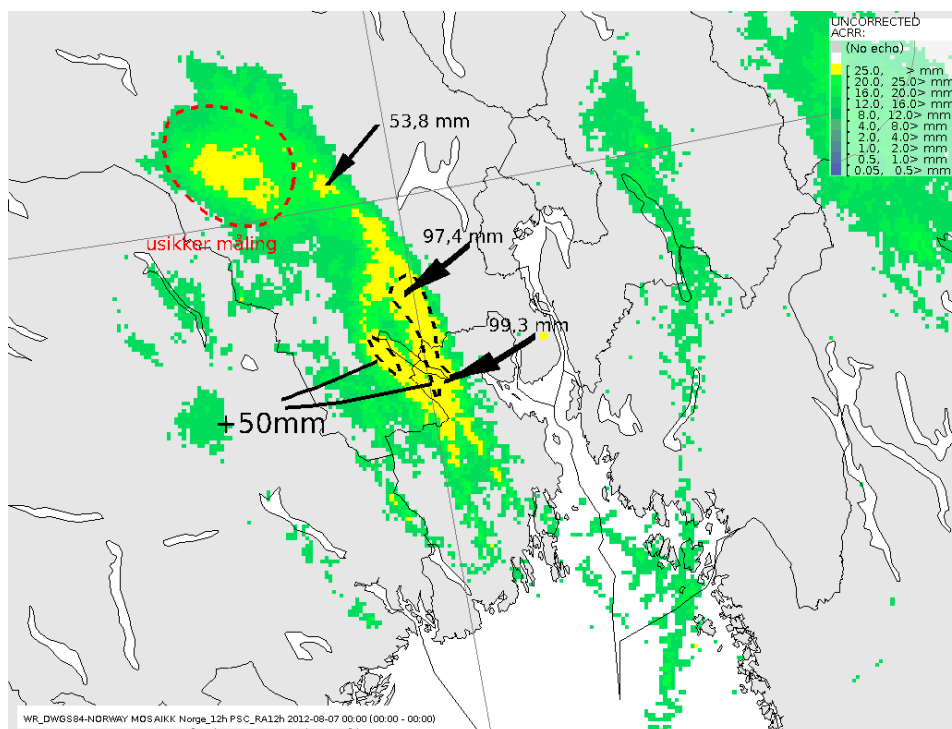 UNCORRECTED
ACRR:
(No echo)
[ 25.0,      > mm
[ 20.0,  25.0> mm
[ 16.0,  20.0> mm
[ 12.0,  16.0> mm
[ 8.0,  12.0> mm
[ 4.0,   8.0> mm
[ 2.0,   4.0> mm
[ 1.0,   2.0> mm
[ 0.5,   1.0> mm
[ 0.05,   0.5> mm
53,8 mm
usikker måling
97,4 mm
99,3 mm
+50mm
WR_DWGS84-NORWAY MOSAIKK Norge_12h PSC_RA12h 2012-08-07 00:00 (00:00 - 00:00)